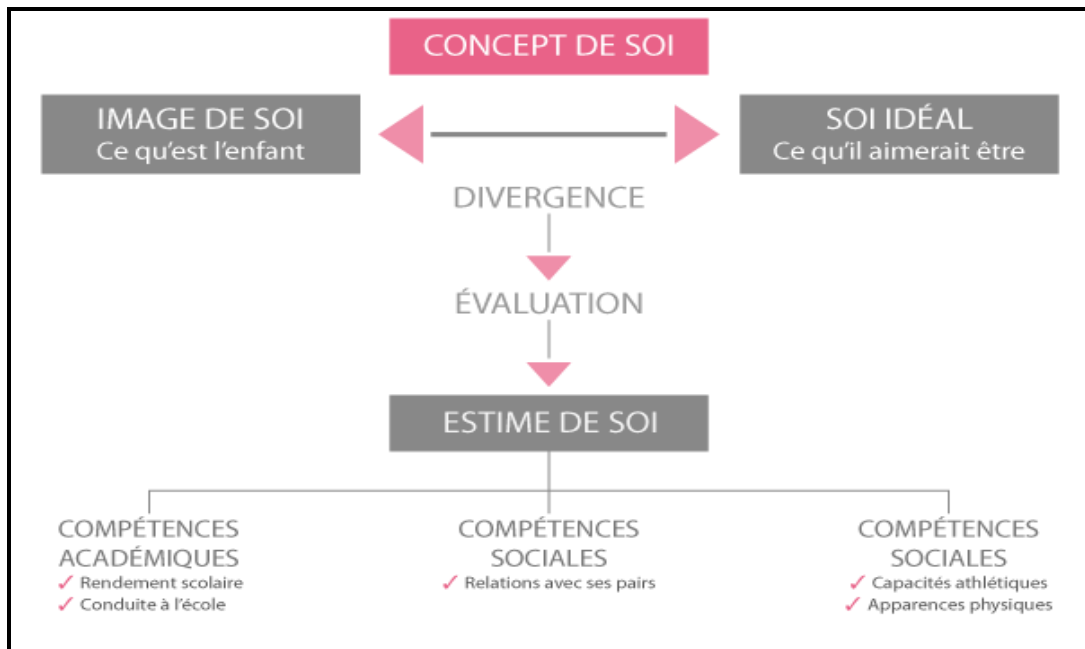 CONCEPT DE SOI
IMAGE DE SOI
Ce qu'est l'enfant
SOI IDÉAL
Ce qu'il aimerait être
DIVERGENCE
ÉVALUATION
ESTIME DE SOI
COMPÉTENCES
ACADÉMIQUES
✓ Rendement scolaire
✓ Conduite à l'école
COMPÉTENCES
SOCIALES
✓ Relations avec ses pairs
COMPÉTENCES
SOCIALES
✓ Capacités athlétiques
✓ Apparences physiques